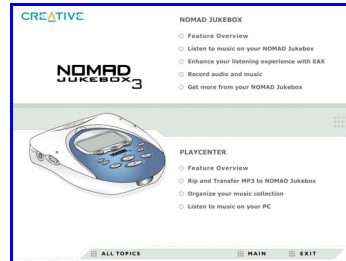 CREATIVE
NOMAD JUKEBOX
Feature Overview
Listen to music on your NOMAD Jukebox
Enhance your listening experience with EAX
Record audio and music
Get more from your NOMAD Jukebox
NOMAD
JUKEBOX 3
PLAYCENTER
Feature Overview
Rip and Transfer MP3 to NOMAD Jukebox
Organize your music collection
Listen to music on your PC
ALL TOPICS
MAIN
EXIT